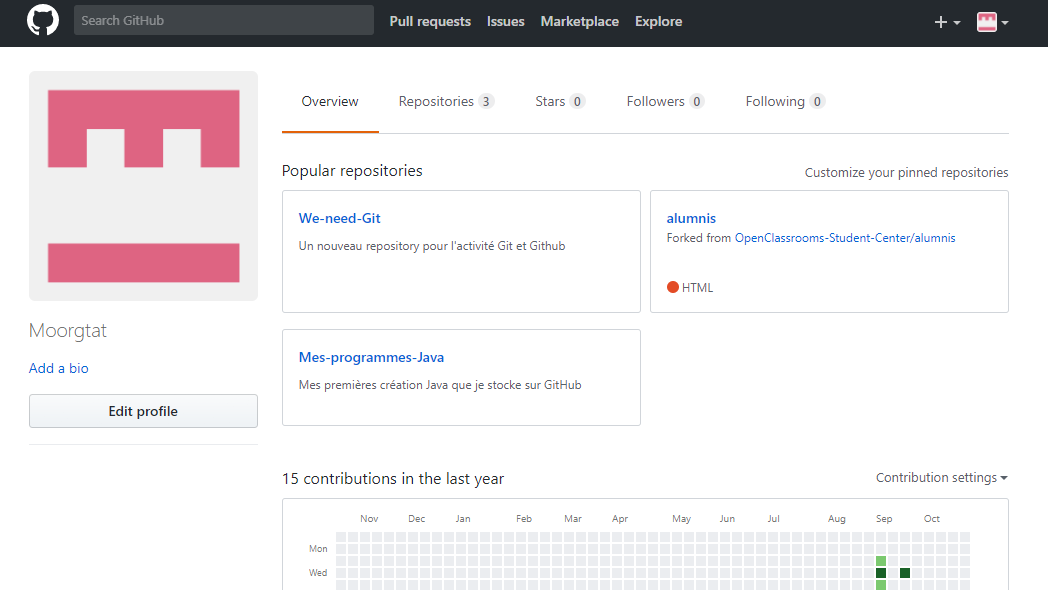 Search GitHub Pull requests Issues Marketplace Explore
Overview Repositories 3 Stars 0 Followers 0 Following 0
Popular repositories Customize your pinned repositories
We-need-Git
Un nouveau repository pour l'activité Git et Github
alumnis
Forked from OpenClassrooms-Student-Center/alumnis
HTML
Moorgtat
Add a bio
Edit profile
Mes-programmes-Java
Mes premières création Java que je stocke sur GitHub
15 contributions in the last year Contribution settings
Nov Dec Jan Feb Mar Apr May Jun Jul Aug Sep Oct
Mon
Wed